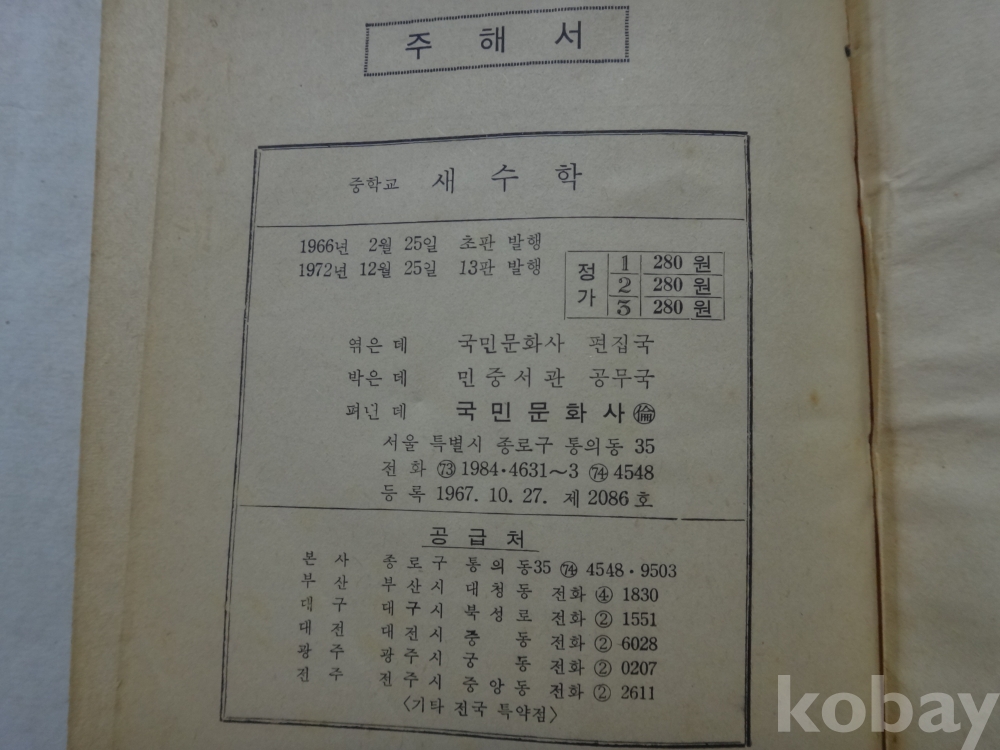 주 해 서
중학교 새 수 학
1966년 2월 25일 초판 발행
1972년 12월 25일 13판 발행
정 가
1 280 원
2 280 원
3 280 원
엮은 데 국민문화사 편집국
박은 데 민중서관 공무국
펴낸 데 국민문화사 ㊞倫
서울 특별시 종로구 통의동 35
전 화 ㉓ 1984·4631~3 74 4548
등 록 1967. 10. 27. 제 2086 호
공 급 처
본 사 종로구 통의동35 74 4548·9503
부 산 부산시 대청동 전화 ④ 1830
대 구 대구시 북성로 전화 ② 1551
대 전 대전시 중 동 전화 ② 6028
광 주 광주시 궁 동 전화 ② 0207
전 주 전주시 중앙동 전화 ② 2611
〈기타 전국 특약점〉
kobay